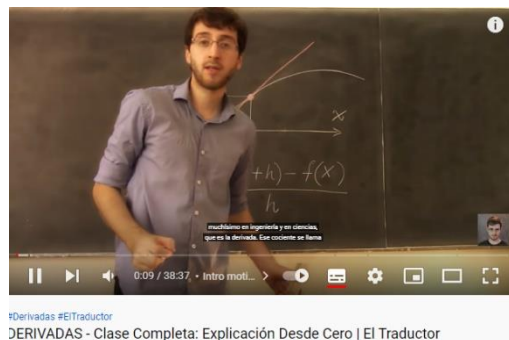 x
+h) – f(x)
h
muchísimo en ingeniería y en ciencias,
que es la derivada. Ese cociente se llama
0:09 / 38:37 • Intro moti... >
#Derivadas #ElTraductor
DERIVADAS - Clase Completa: Explicación Desde Cero | El Traductor